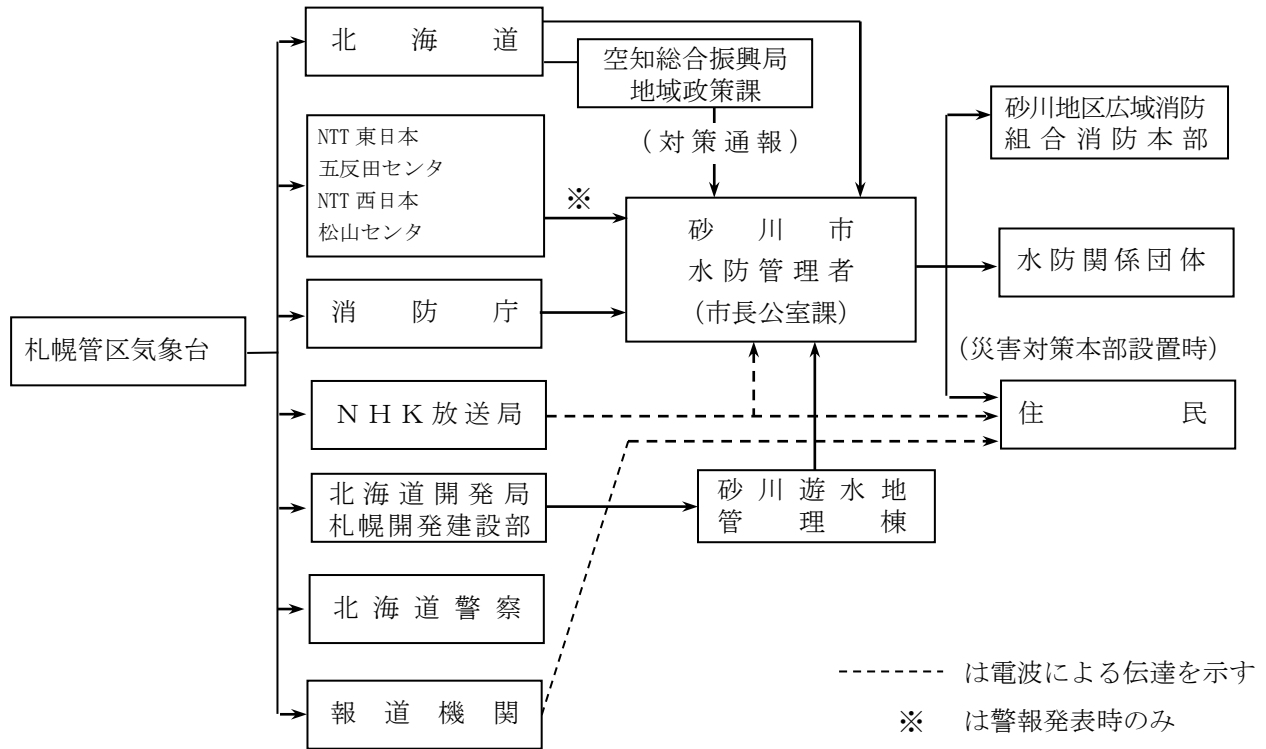 北海道
空知総合振興局
地域政策課
(対策通報)
砂川地区広域消防
組合消防本部
NTT東日本
五反田センタ
NTT西日本
松山センタ
※
砂川市
水防管理者
(市長公室課)
水防関係団体
消防庁
札幌管区気象台
(災害対策本部設置時)
NHK放送局
住民
北海道開発局
札幌開発建設部
砂川遊水地
管理棟
北海道警察
報道機関
は電波による伝達を示す
※ は警報発表時のみ